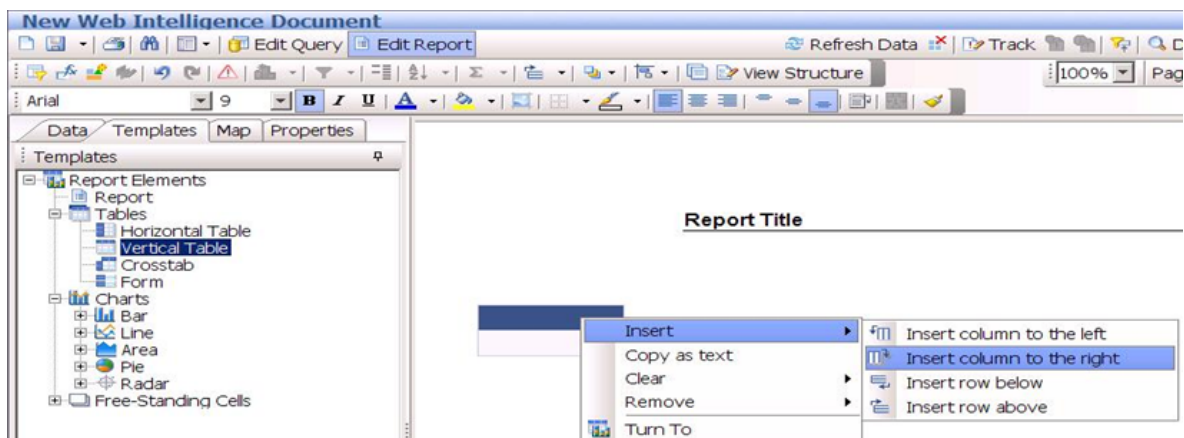 New Web Intelligence Document
Edit Query Edit Report Refresh Data Track D
View Structure 100% Pag
Arial 9 B I U A
Data Templates Map Properties
Templates
Report Elements
Report
Tables
Horizontal Table
Vertical Table
Crosstab
Form
Charts
Bar
Line
Area
Pie
Radar
Free-Standing Cells
Report Title
Insert
Copy as text
Clear
Remove
Turn To
Insert column to the left
Insert column to the right
Insert row below
Insert row above